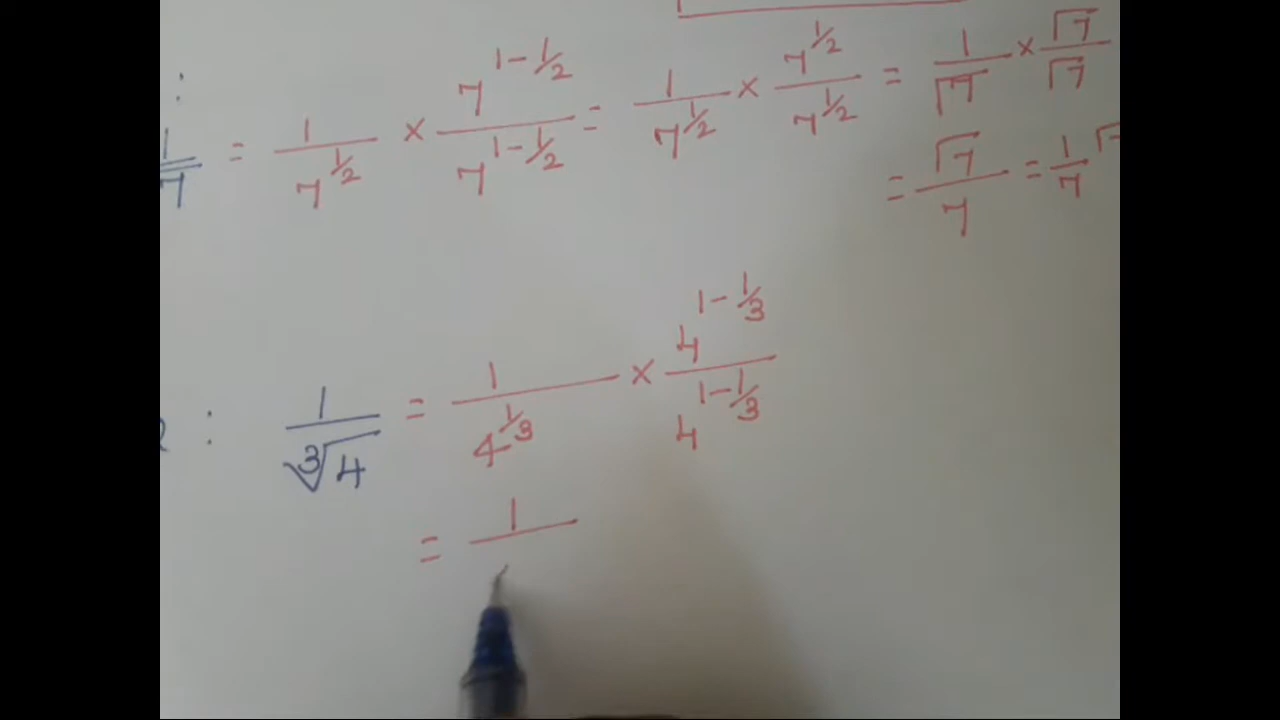 :
1/7 = 1/7^(1/2) × 7^(1-1/2)/7^(1-1/2) = 1/7^(1/2) × 7^(1/2)/7^(1/2) = 1/√7 × √7/√7
= √7/7 = 1/7 √
: 1/∛4 = 1/4^(1/3) × 4^(1-1/3)/4^(1-1/3)
= 1/